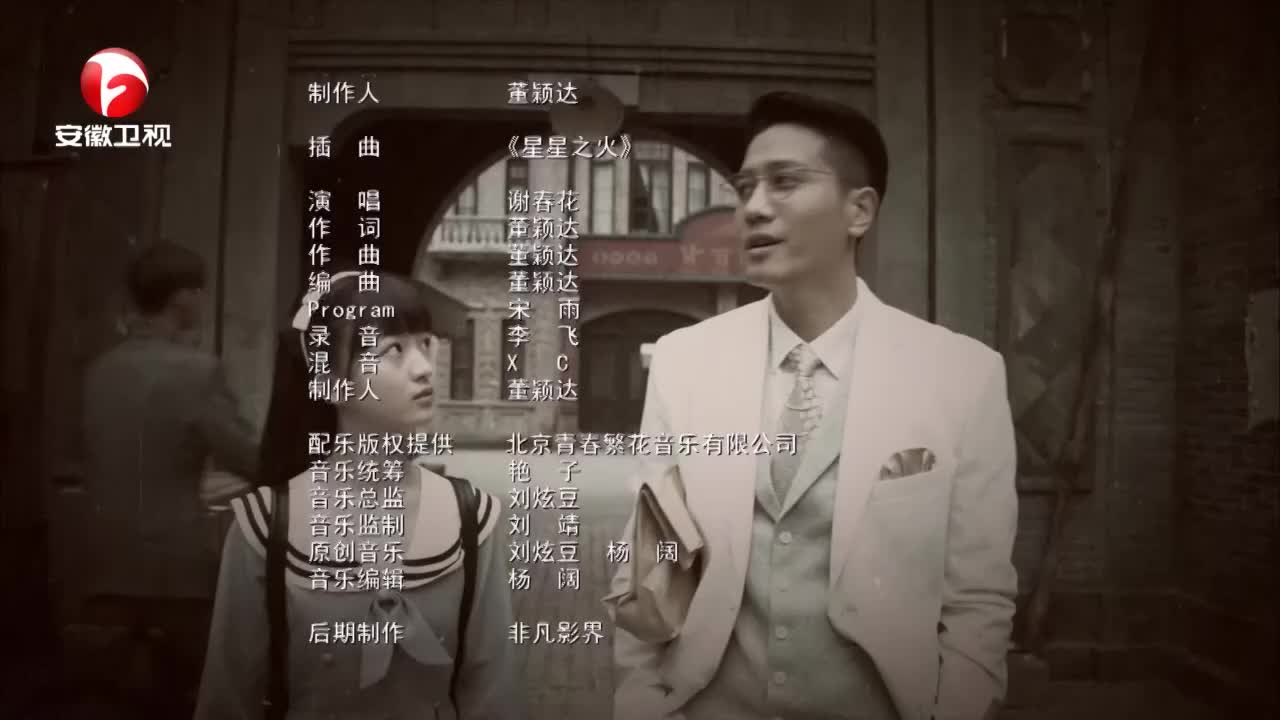 安徽卫视
制作人 董颖达
插 曲 《星星之火》
演 唱 谢春花
作 词 董颖达
作 曲 董颖达
编 曲 董颖达
Program 宋 雨
录 音 李 飞
混 音 X C
制作人 董颖达
配乐版权提供 北京青春繁花音乐有限公司
音乐统筹 艳 子
音乐总监 刘炫豆
音乐监制 刘 靖
原创音乐 刘炫豆 杨 阔
音乐编辑 杨 阔
后期制作 非凡影界